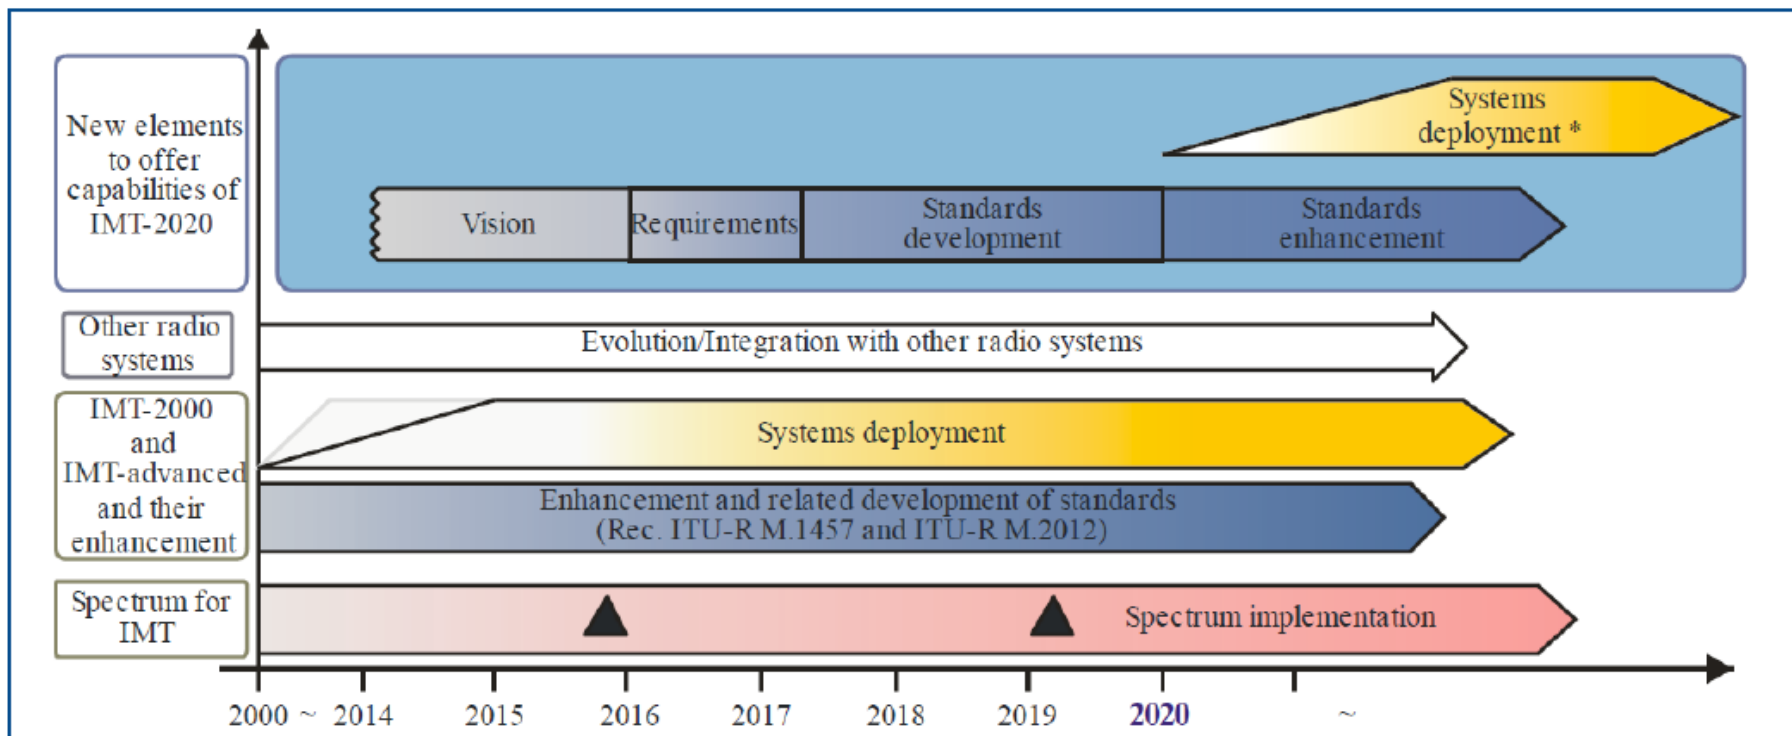 New elements
to offer
capabilities of
IMT-2020
Systems
deployment *
Vision
Requirements
Standards
development
Standards
enhancement
Other radio
systems
Evolution/Integration with other radio systems
IMT-2000
and
IMT-advanced
and their
enhancement
Systems deployment
Enhancement and related development of standards
(Rec. ITU-R M.1457 and ITU-R M.2012)
Spectrum for
IMT
Spectrum implementation
2000 ~ 2014 2015 2016 2017 2018 2019 2020 ~